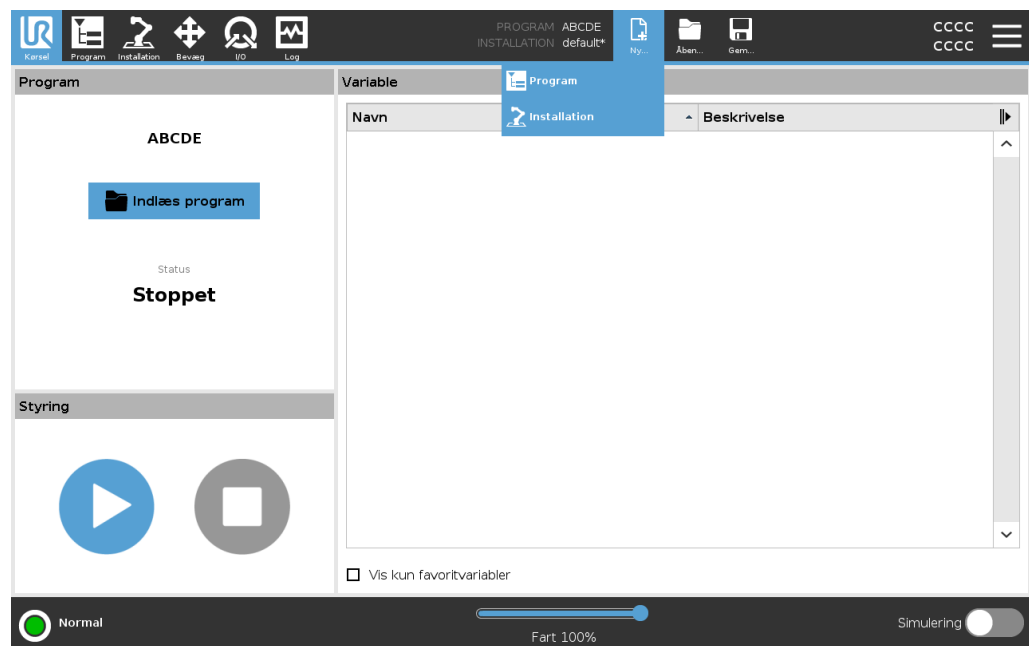 UR
Kørsel
Program
Installation
Bevæg
I/O
Log
PROGRAM ABCDE
INSTALLATION default*
Ny...
Åben...
Gem...
CCCC
CCCC
Program
Installation
Program
ABCDE
Indlæs program
Status
Stoppet
Styring
Variable
Navn
Beskrivelse
Vis kun favoritvariabler
Normal
Fart 100%
Simulering